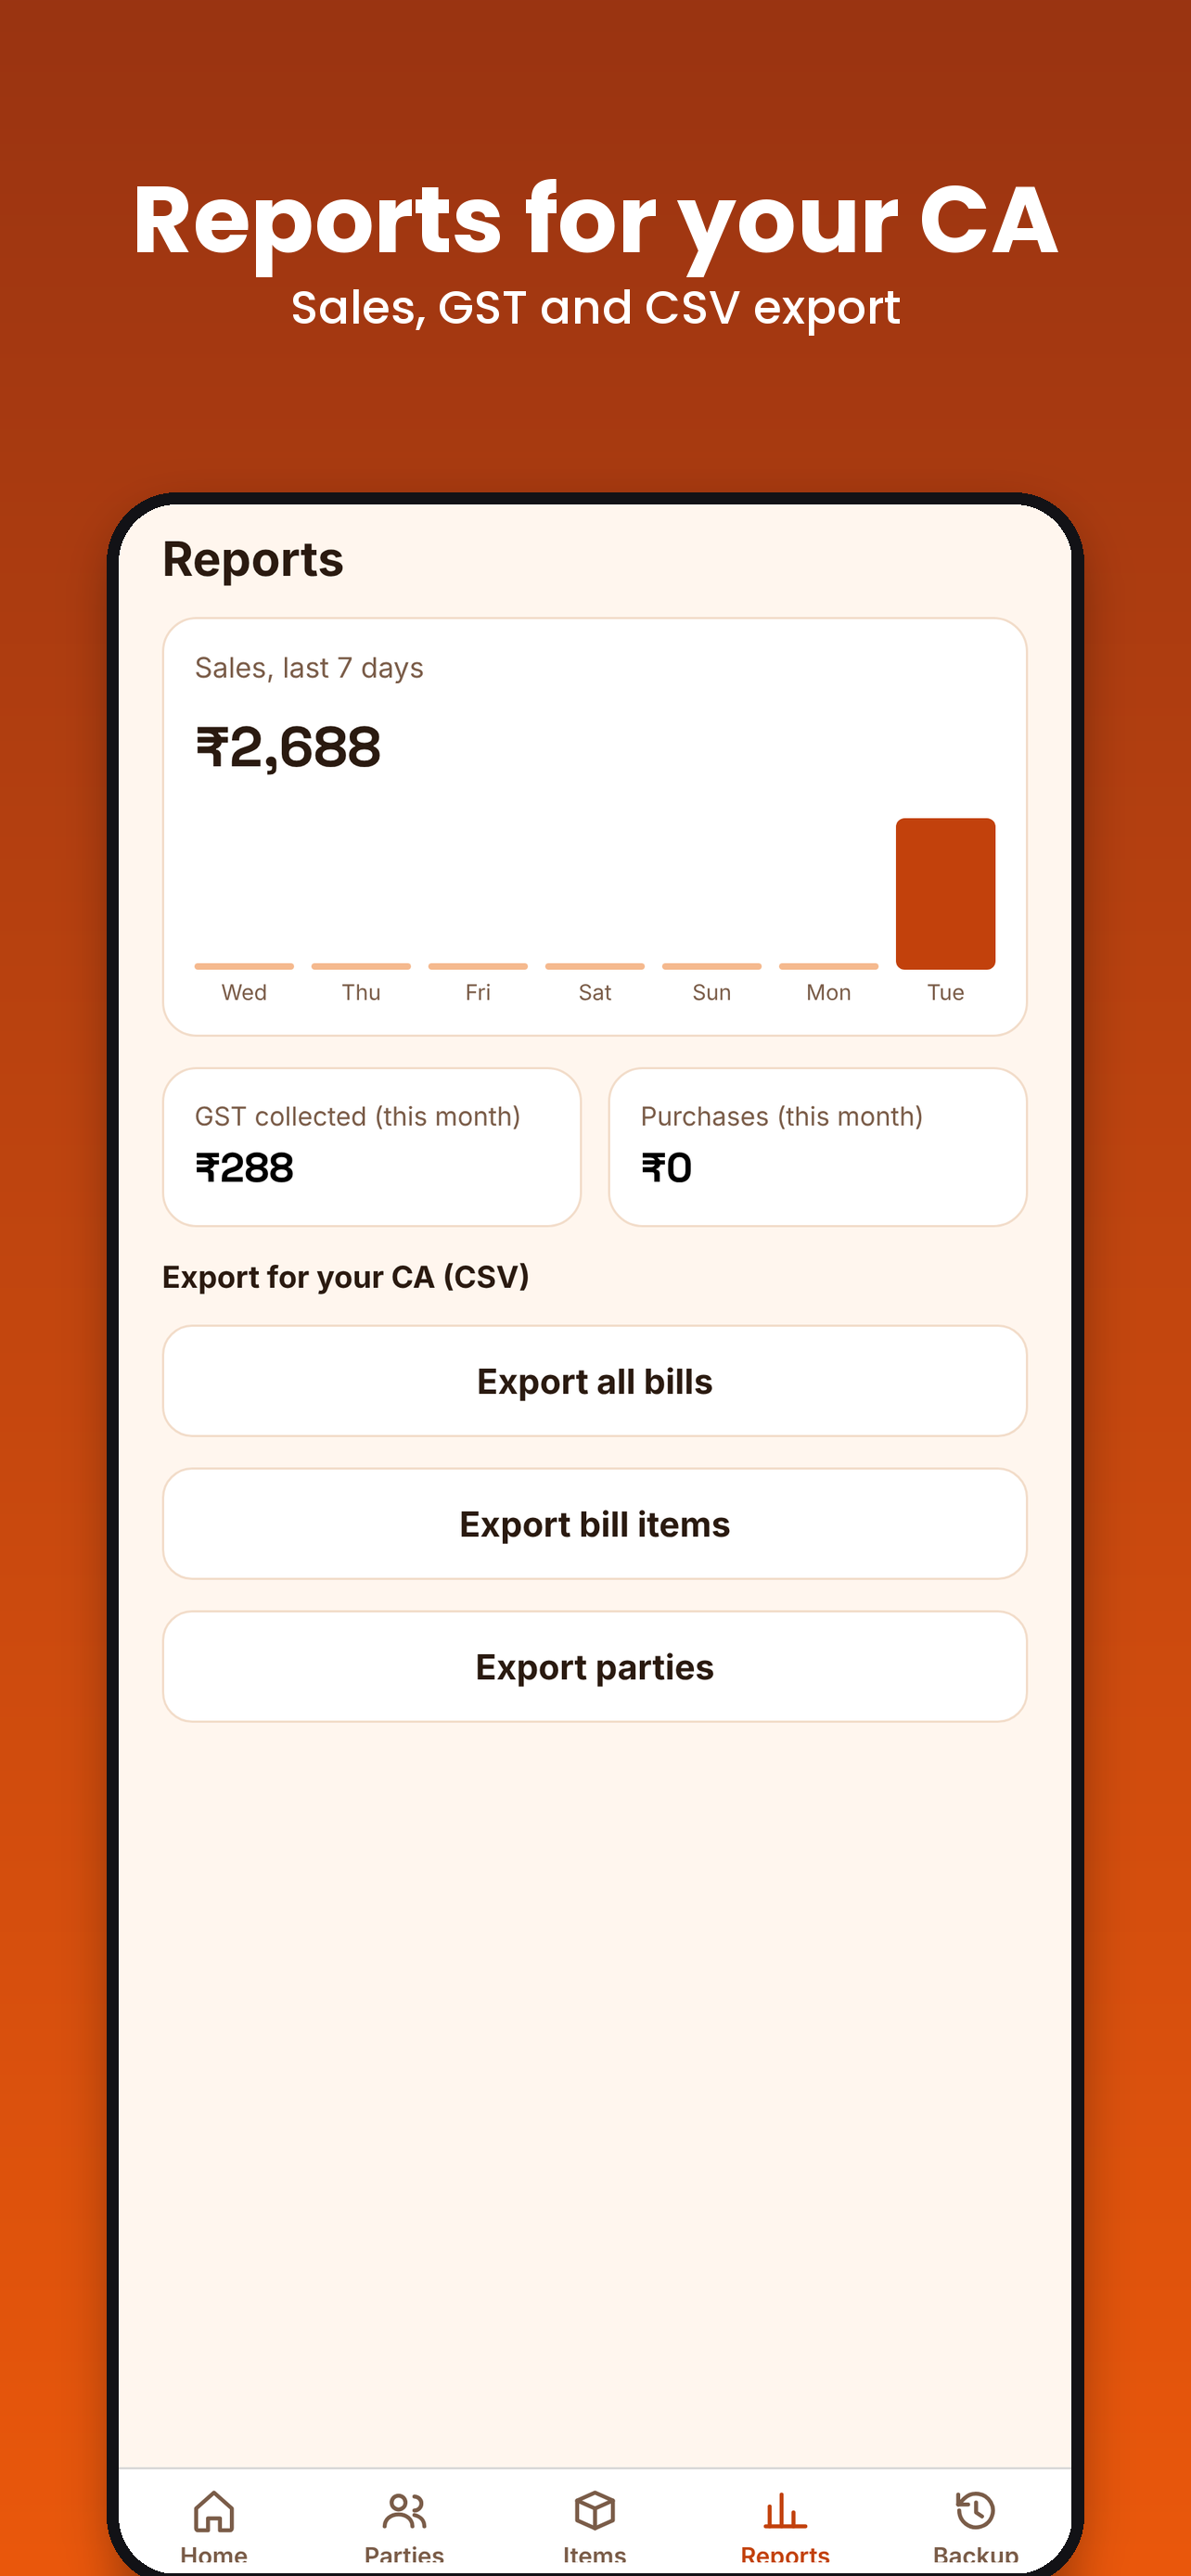 Reports for your CA
Sales, GST and CSV export
Reports
Sales, last 7 days
₹2,688
Wed Thu Fri Sat Sun Mon Tue
GST collected (this month) Purchases (this month)
₹288 ₹0
Export for your CA (CSV)
Export all bills
Export bill items
Export parties
Home Parties Items Reports Backup